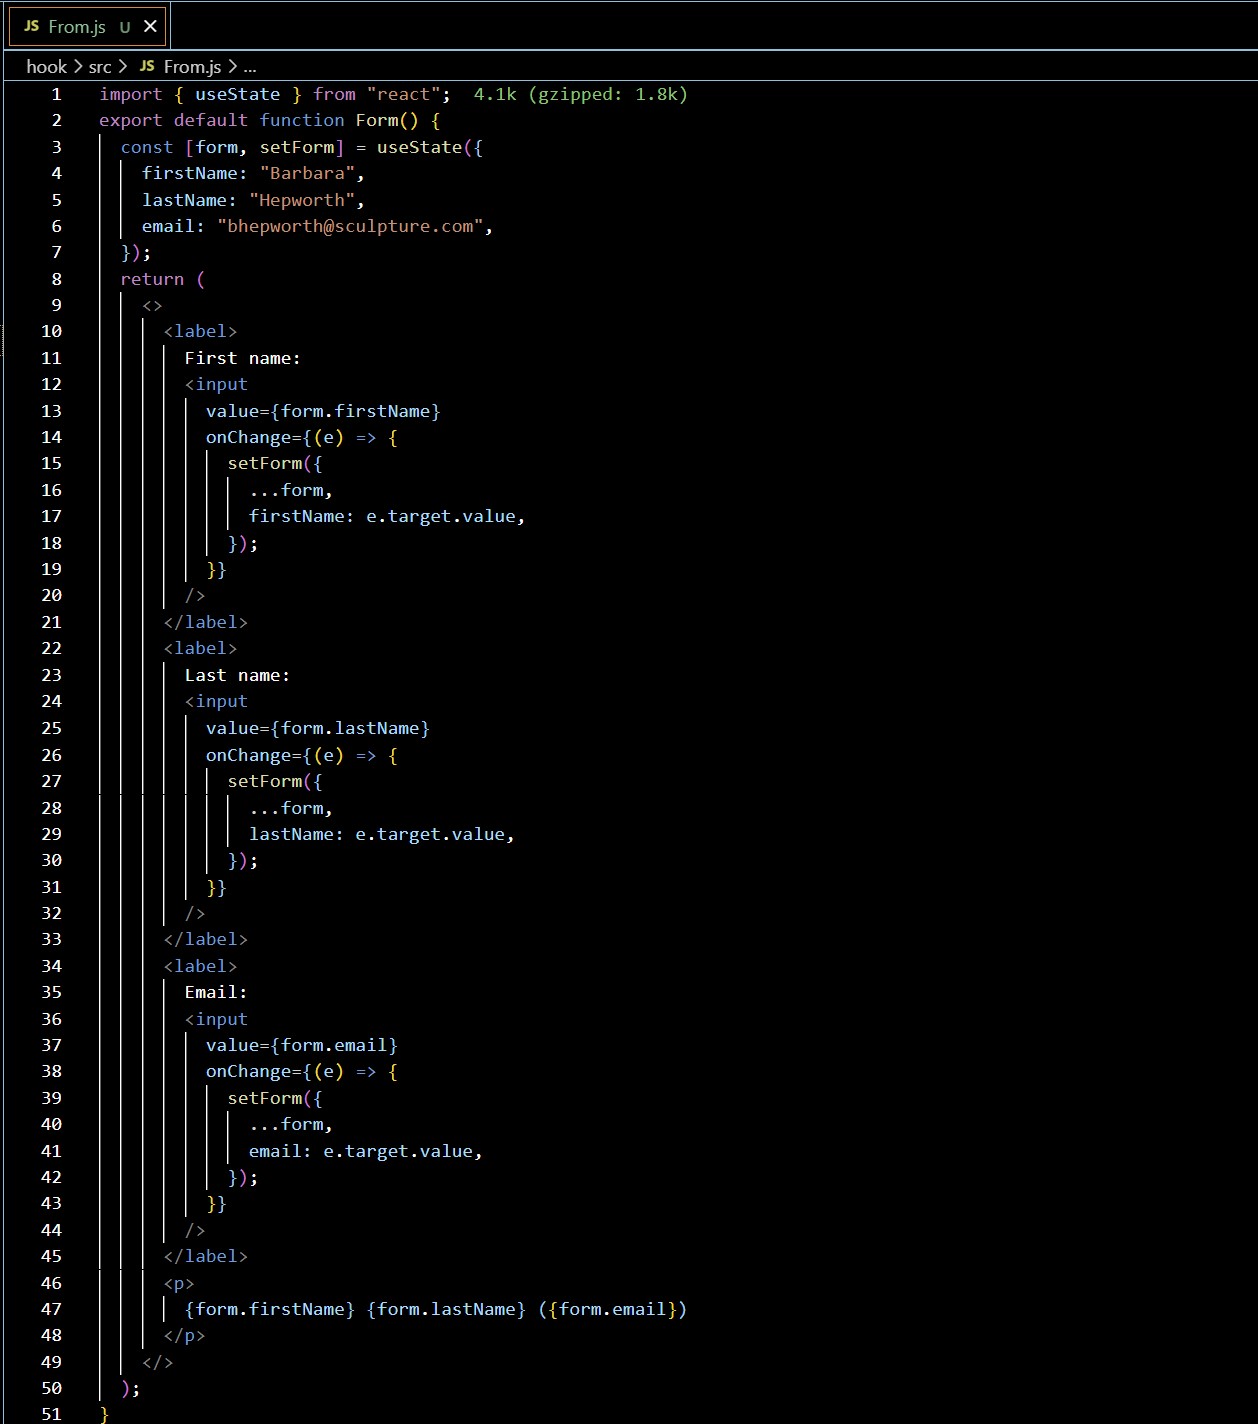 JS From.js U ×
hook > src > JS From.js > ...
1 import { useState } from "react"; 4.1k (gzipped: 1.8k)
2 export default function Form() {
3   const [form, setForm] = useState({
4     firstName: "Barbara",
5     lastName: "Hepworth",
6     email: "bhepworth@sculpture.com",
7   });
8   return (
9     <>
10       <label>
11         First name:
12         <input
13           value={form.firstName}
14           onChange={(e) => {
15             setForm({
16               ...form,
17               firstName: e.target.value,
18             });
19           }}
20         />
21       </label>
22       <label>
23         Last name:
24         <input
25           value={form.lastName}
26           onChange={(e) => {
27             setForm({
28               ...form,
29               lastName: e.target.value,
30             });
31           }}
32         />
33       </label>
34       <label>
35         Email:
36         <input
37           value={form.email}
38           onChange={(e) => {
39             setForm({
40               ...form,
41               email: e.target.value,
42             });
43           }}
44         />
45       </label>
46       <p>
47         {form.firstName} {form.lastName} ({form.email})
48       </p>
49     </>
50   );
51 }